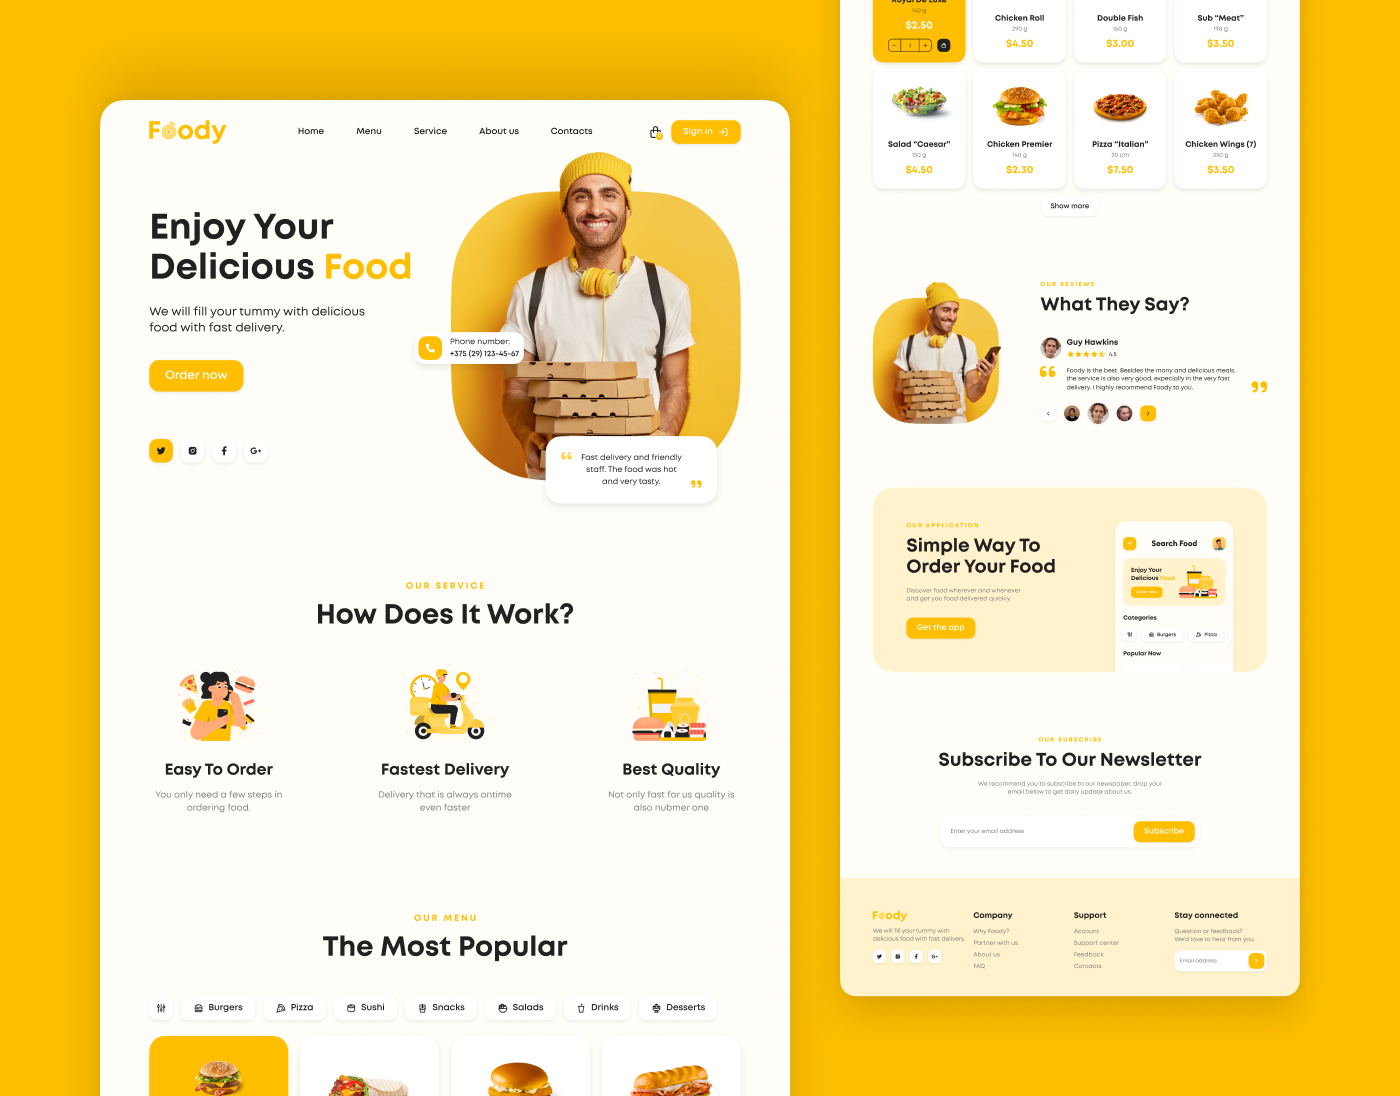 Foody
Home
Menu
Service
About us
Contacts
Sign in
Enjoy Your
Delicious Food
We will fill your tummy with delicious
food with fast delivery.
Order now
Phone number:
+375 (29) 123-45-67
Fast delivery and friendly
staff. The food was hot
and very tasty.
OUR SERVICE
How Does It Work?
Easy To Order
You only need a few steps in
ordering food.
Fastest Delivery
Delivery that is always ontime
even faster
Best Quality
Not only fast for us quality is
also nubmer one
OUR MENU
The Most Popular
Burgers
Pizza
Sushi
Snacks
Salads
Drinks
Desserts
Royal De Luxe
140 g
$2.50
1
Chicken Roll
290 g
$4.50
Double Fish
160 g
$3.00
Sub “Meat”
190 g
$3.50
Salad “Caesar”
150 g
$4.50
Chicken Premier
140 g
$2.30
Pizza “Italian”
30 cm
$7.50
Chicken Wings (7)
350 g
$3.50
Show more
OUR REVIEWS
What They Say?
Guy Hawkins
4.5
Foody is the best. Besides the many and delicious meals,
the service is also very good, expecially in the very fast
delivery. I highly recommend Foody to you.
OUR APPLICATION
Simple Way To
Order Your Food
Discover food wherever and whenever
and get you food delivered quickly.
Get the app
Search Food
Enjoy Your
Delicious Food
Order now
Categories
Burgers
Pizza
Popular Now
OUR SUBSCRIBE
Subscribe To Our Newsletter
We recommend you to subscribe to our newspaper, drop your
email below to get daily update about us.
Enter your email address
Subscribe
Foody
We will fill your tummy with
delicious food with fast delivery.
Company
Why Foody?
Partner with us
About us
FAQ
Support
Account
Support center
Feedback
Contacts
Stay connected
Question or feedback?
We'd love to hear from you.
Email address